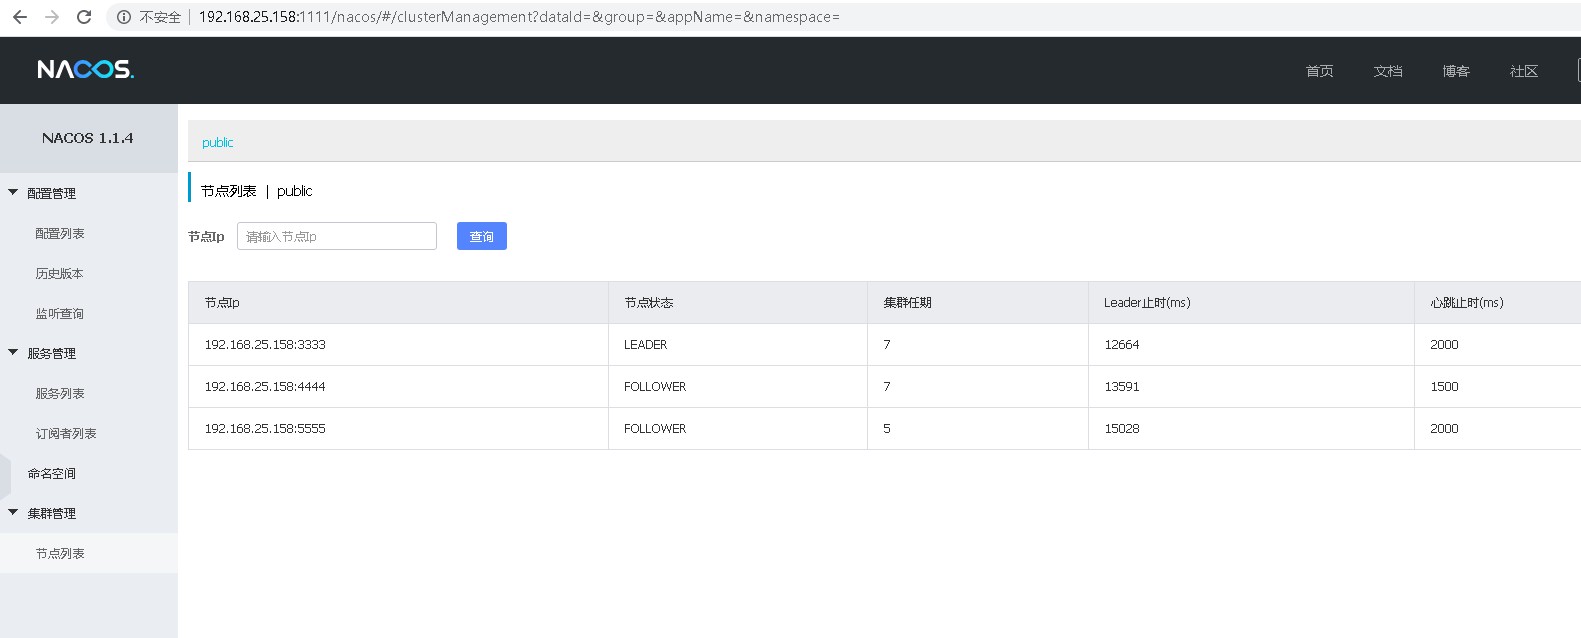 不安全 | 192.168.25.158:1111/nacos/#/clusterManagement?dataId=&group=&appName=&namespace=
NACOS.
首页 文档 博客 社区
NACOS 1.1.4
配置管理
配置列表
历史版本
监听查询
服务管理
服务列表
订阅者列表
命名空间
集群管理
节点列表
public
节点列表 | public
节点Ip 请输入节点Ip 查询
节点Ip 节点状态 集群任期 Leader止时(ms) 心跳止时(ms)
192.168.25.158:3333 LEADER 7 12664 2000
192.168.25.158:4444 FOLLOWER 7 13591 1500
192.168.25.158:5555 FOLLOWER 5 15028 2000